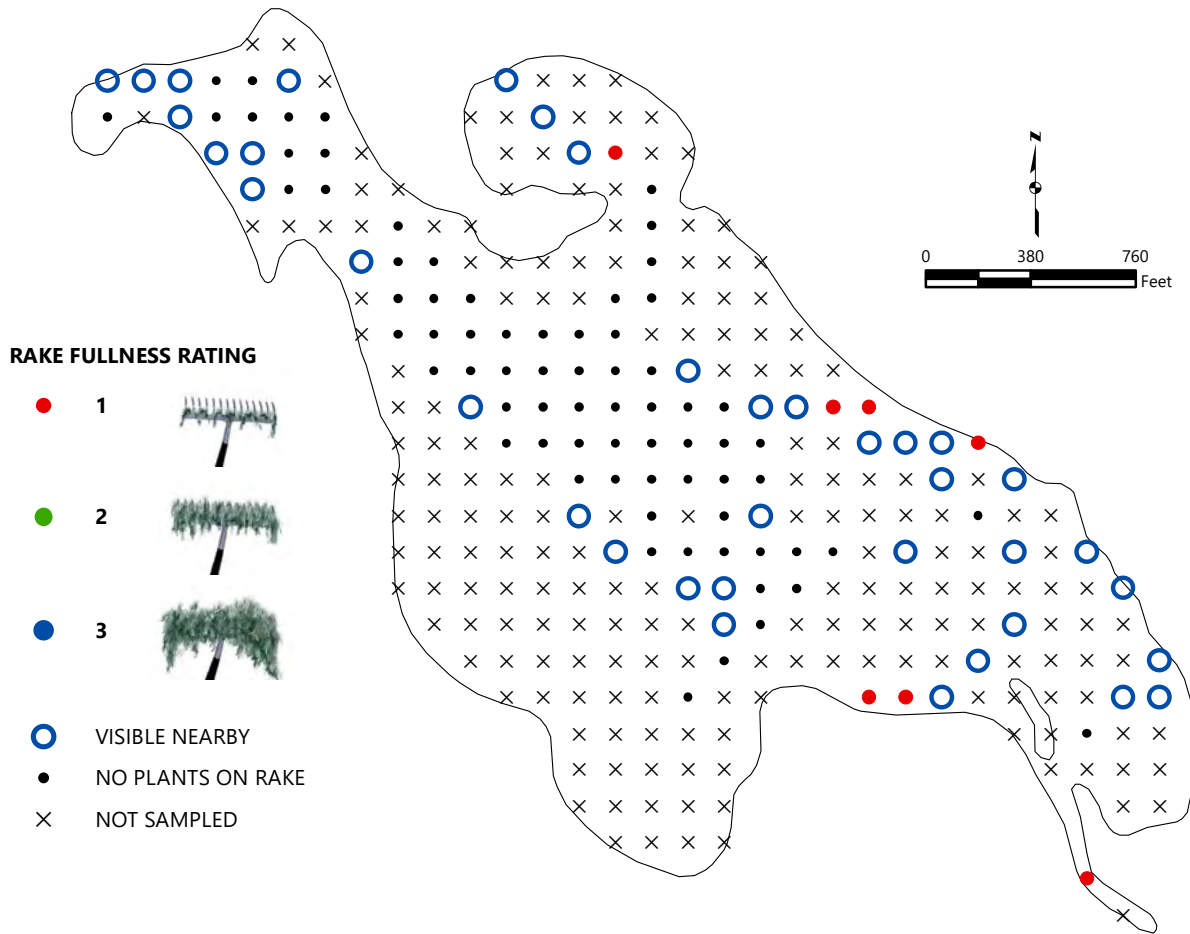 N
0 380 760
Feet
RAKE FULLNESS RATING
1
2
3
VISIBLE NEARBY
NO PLANTS ON RAKE
NOT SAMPLED